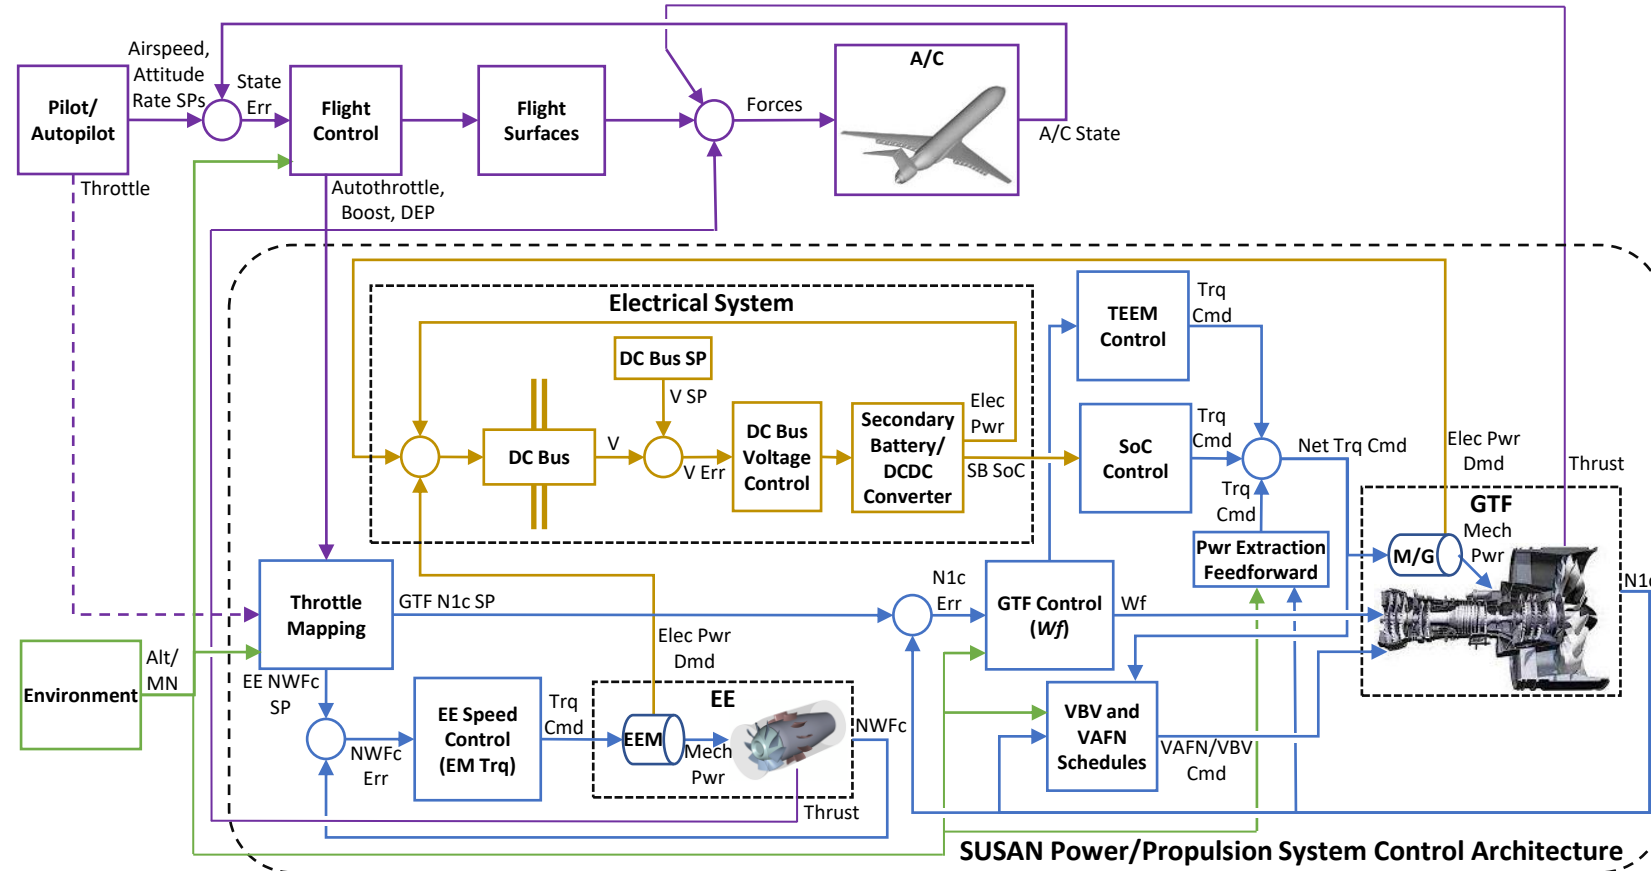 Airspeed,
Attitude
Rate SPs
Pilot/
Autopilot
State
Err
Flight
Control
Flight
Surfaces
Forces
A/C
A/C State
Throttle
Autothrottle,
Boost, DEP
Electrical System
DC Bus SP
V SP
DC Bus
V
V Err
DC Bus
Voltage
Control
Secondary
Battery/
DCDC
Converter
Elec
Pwr
SB SoC
TEEM
Control
Trq
Cmd
SoC
Control
Trq
Cmd
Trq
Cmd
Net Trq Cmd
Elec Pwr
Dmd
Thrust
GTF
Mech
Pwr
M/G
Pwr Extraction
Feedforward
N1c
Throttle
Mapping
GTF N1c SP
N1c
Err
GTF Control
(Wf)
Wf
Elec Pwr
Dmd
Environment
Alt/
MN
EE NWFc
SP
NWFc
Err
EE Speed
Control
(EM Trq)
Trq
Cmd
EE
EEM
Mech
Pwr
NWFc
Thrust
VBV and
VAFN
Schedules
VAFN/VBV
Cmd
SUSAN Power/Propulsion System Control Architecture